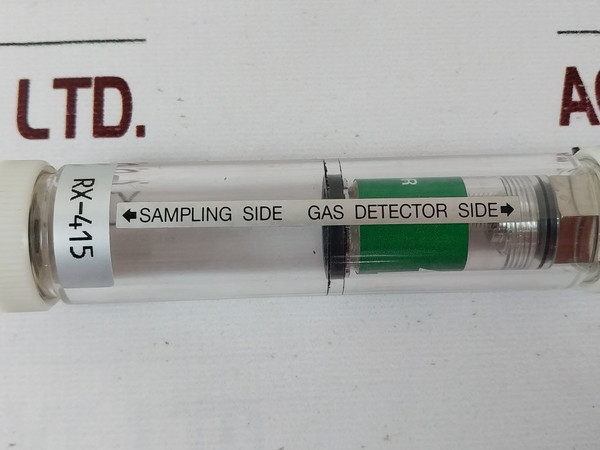 LTD.
RX-415
←SAMPLING SIDE GAS DETECTOR SIDE→
R